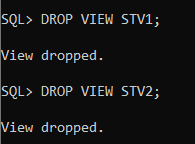 SQL> DROP VIEW STV1;
View dropped.
SQL> DROP VIEW STV2;
View dropped.